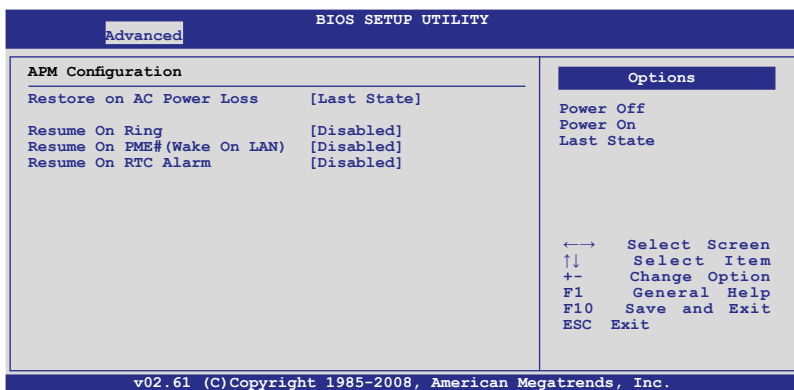 BIOS SETUP UTILITY
Advanced
APM Configuration
Restore on AC Power Loss [Last State]
Resume On Ring [Disabled]
Resume On PME#(Wake On LAN) [Disabled]
Resume On RTC Alarm [Disabled]
Options
Power Off
Power On
Last State
←→ Select Screen
↑↓ Select Item
+- Change Option
F1 General Help
F10 Save and Exit
ESC Exit
v02.61 (C)Copyright 1985-2008, American Megatrends, Inc.